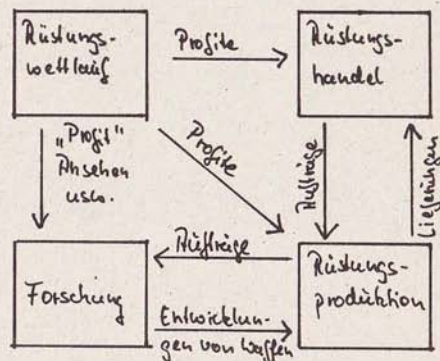 Rüstungs-
wettlauf
Profite
Rüstungs-
handel
„Profit"
Ansehen
usw.
Profite
Aufträge
Lieferungen
Aufträge
Forschung
Rüstungs-
produktion
Entwicklun-
gen von Waffen